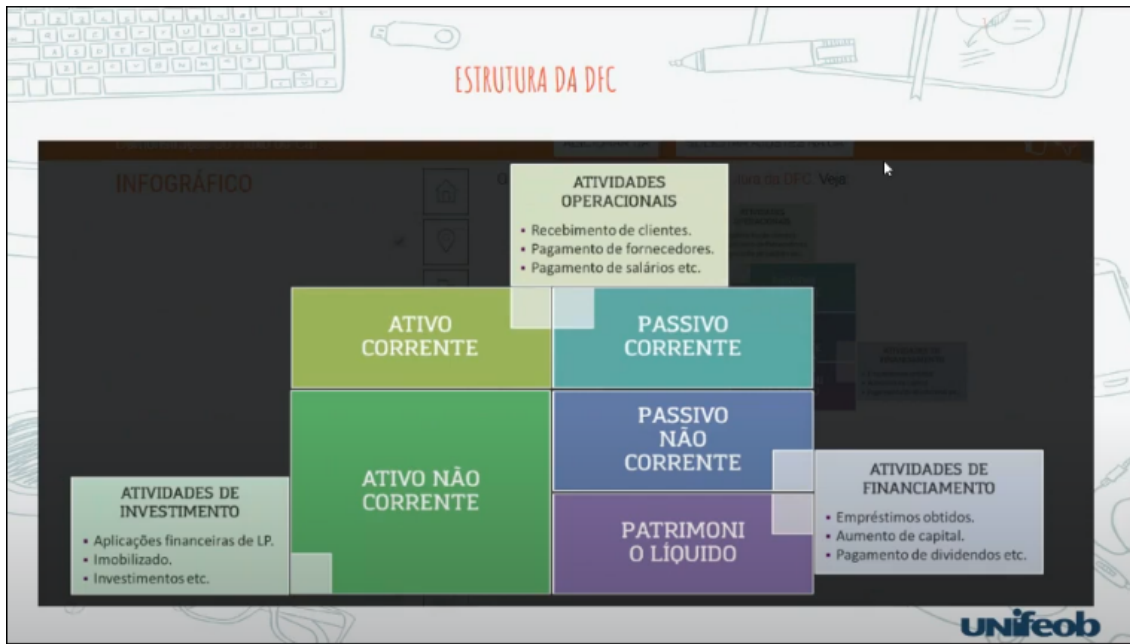 ESTRUTURA DA DFC
INFOGRÁFICO
Veja
ATIVIDADES
OPERACIONAIS
• Recebimento de clientes.
• Pagamento de fornecedores.
• Pagamento de salários etc.
ATIVO
CORRENTE
PASSIVO
CORRENTE
ATIVO NÃO
CORRENTE
PASSIVO
NÃO
CORRENTE
PATRIMONI
O LÍQUIDO
ATIVIDADES DE
INVESTIMENTO
• Aplicações financeiras de LP.
• Imobilizado.
• Investimentos etc.
ATIVIDADES DE
FINANCIAMENTO
• Empréstimos obtidos.
• Aumento de capital.
• Pagamento de dividendos etc.
UNifeob